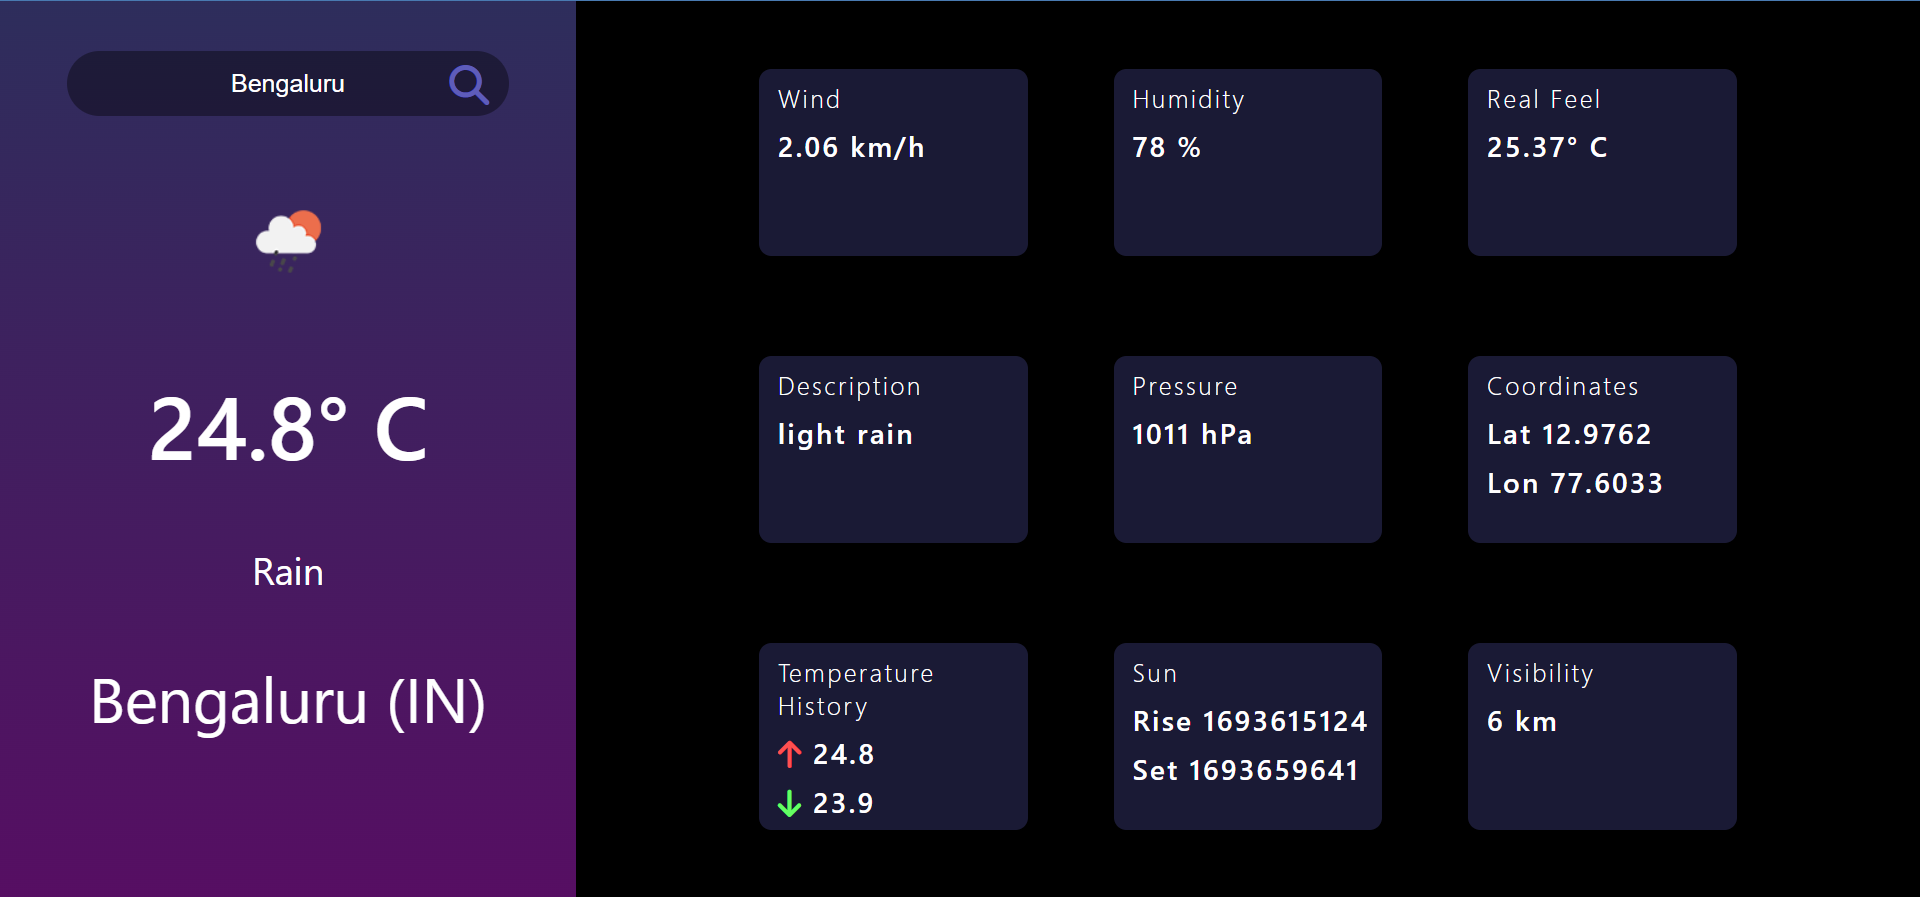 Bengaluru
24.8° C
Rain
Bengaluru (IN)
Wind
2.06 km/h
Humidity
78 %
Real Feel
25.37° C
Description
light rain
Pressure
1011 hPa
Coordinates
Lat 12.9762
Lon 77.6033
Temperature
History
24.8
23.9
Sun
Rise 1693615124
Set 1693659641
Visibility
6 km